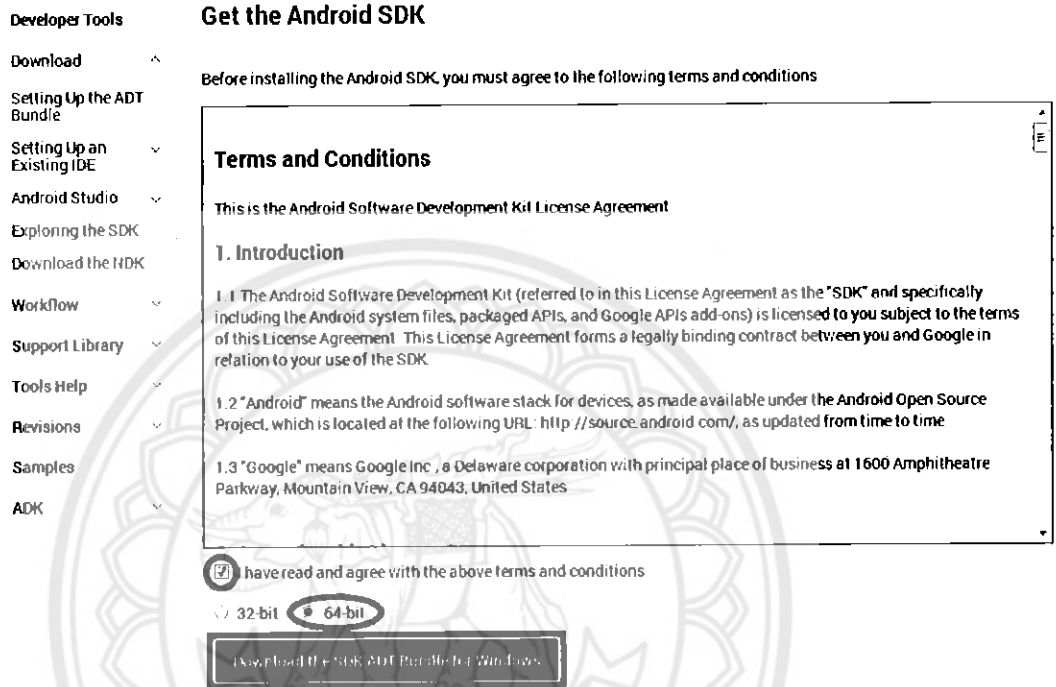 Developer Tools
Download
Setting Up the ADT
Bundle
Setting Up an
Existing IDE
Android Studio
Exploring the SDK
Download the NDK
Workflow
Support Library
Tools Help
Revisions
Samples
ADK
Get the Android SDK
Before installing the Android SDK, you must agree to the following terms and conditions
Terms and Conditions
This is the Android Software Development Kit License Agreement
1. Introduction
1.1 The Android Software Development Kit (referred to in this License Agreement as the "SDK" and specifically
including the Android system files, packaged APIs, and Google APIs add-ons) is licensed to you subject to the terms
of this License Agreement This License Agreement forms a legally binding contract between you and Google in
relation to your use of the SDK
1.2 "Android" means the Android software stack for devices, as made available under the Android Open Source
Project, which is located at the following URL: http://source android com/, as updated from time to time
1.3 "Google" means Google Inc , a Delaware corporation with principal place of business at 1600 Amphitheatre
Parkway, Mountain View, CA 94043, United States
I have read and agree with the above terms and conditions
32-bit 64-bit
Download the SDK ADT Bundle for Windows